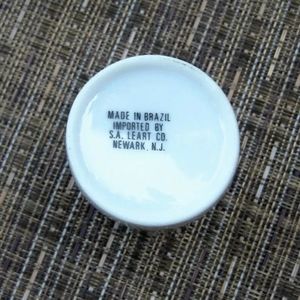 MADE IN BRAZIL
IMPORTED BY
S.A. LEART CO.
NEWARK, N.J.